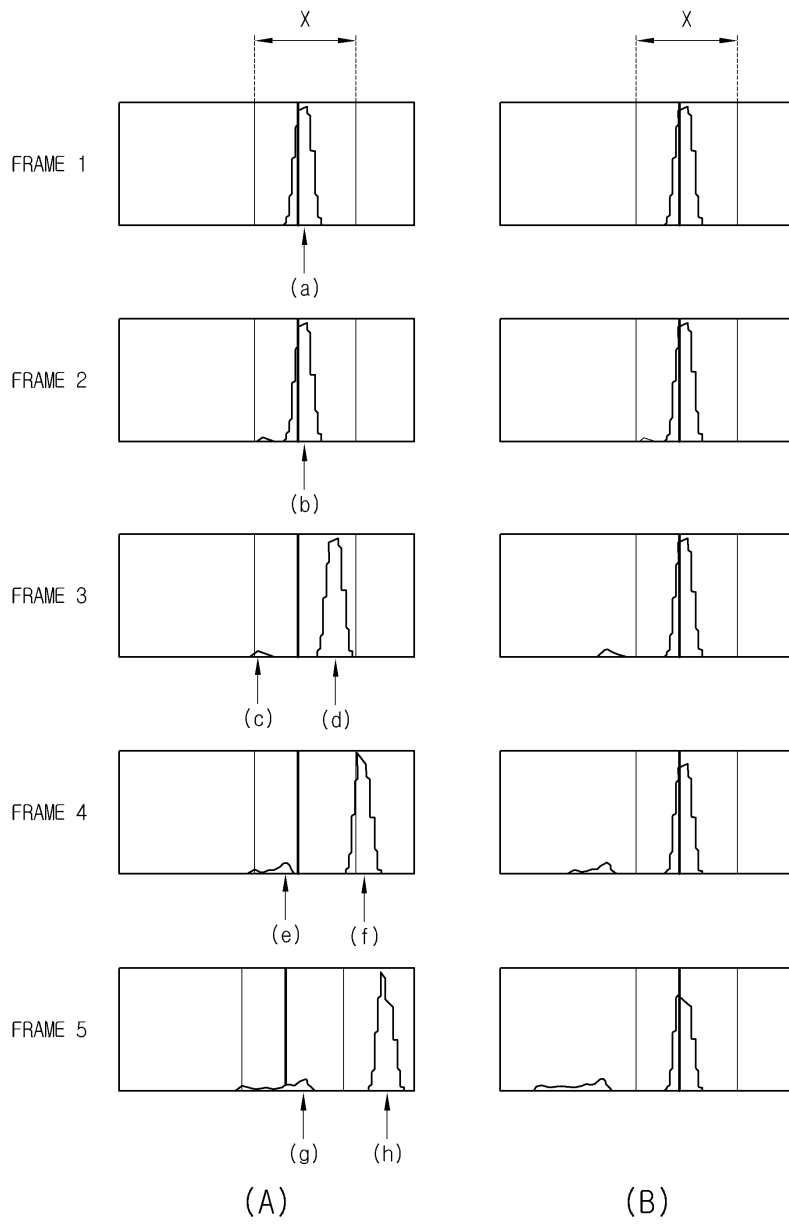 X X
FRAME 1
(a)
FRAME 2
(b)
FRAME 3
(c) (d)
FRAME 4
(e) (f)
FRAME 5
(g) (h)
(A) (B)